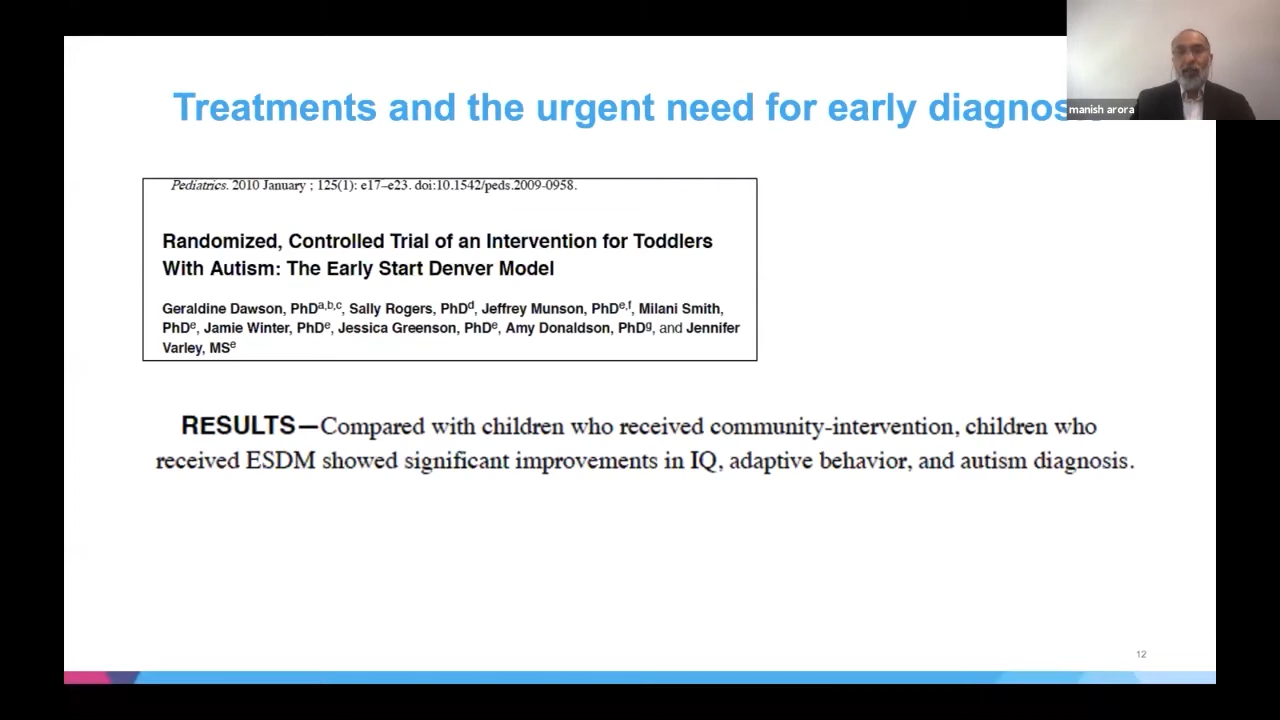 Treatments and the urgent need for early diagnos
manish arora
Pediatrics. 2010 January ; 125(1): e17–e23. doi:10.1542/peds.2009-0958.
Randomized, Controlled Trial of an Intervention for Toddlers
With Autism: The Early Start Denver Model
Geraldine Dawson, PhDa,b,c, Sally Rogers, PhDd, Jeffrey Munson, PhDe,f, Milani Smith,
PhDe, Jamie Winter, PhDe, Jessica Greenson, PhDe, Amy Donaldson, PhDg, and Jennifer
Varley, MSe
RESULTS—Compared with children who received community-intervention, children who
received ESDM showed significant improvements in IQ, adaptive behavior, and autism diagnosis.
12